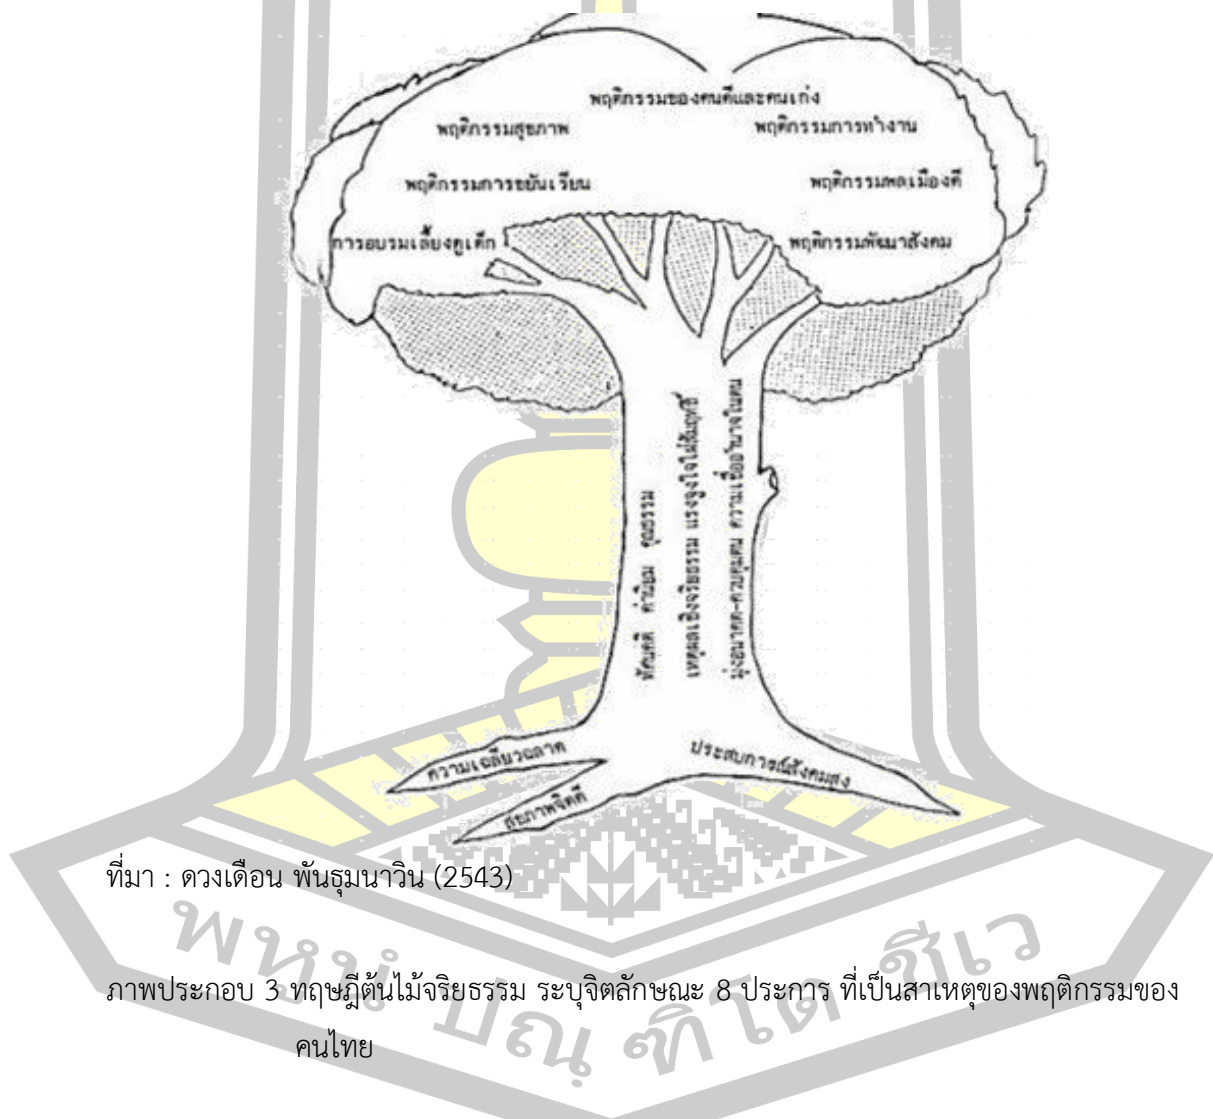 พฤติกรรมของคนดีและคนเก่ง
พฤติกรรมสุขภาพ
พฤติกรรมการทำงาน
พฤติกรรมการขยันเรียน
พฤติกรรมพลเมืองดี
การอบรมเลี้ยงดูเด็ก
พฤติกรรมพัฒนาสังคม
ทัศนคติ ค่านิยม คุณธรรม
เหตุผลเชิงจริยธรรม แรงจูงใจใฝ่สัมฤทธิ์
มุ่งอนาคต-ควบคุมตน ความเชื่ออำนาจในตน
ความเฉลียวฉลาด
ประสบการณ์สังคมสูง
สุขภาพจิตดี
ที่มา : ดวงเดือน พันธุมนาวิน (2543)
พหุนํ ปณฺฑิโต ชีเว
ภาพประกอบ 3 ทฤษฎีต้นไม้จริยธรรม ระบุจิตลักษณะ 8 ประการ ที่เป็นสาเหตุของพฤติกรรมของ
คนไทย